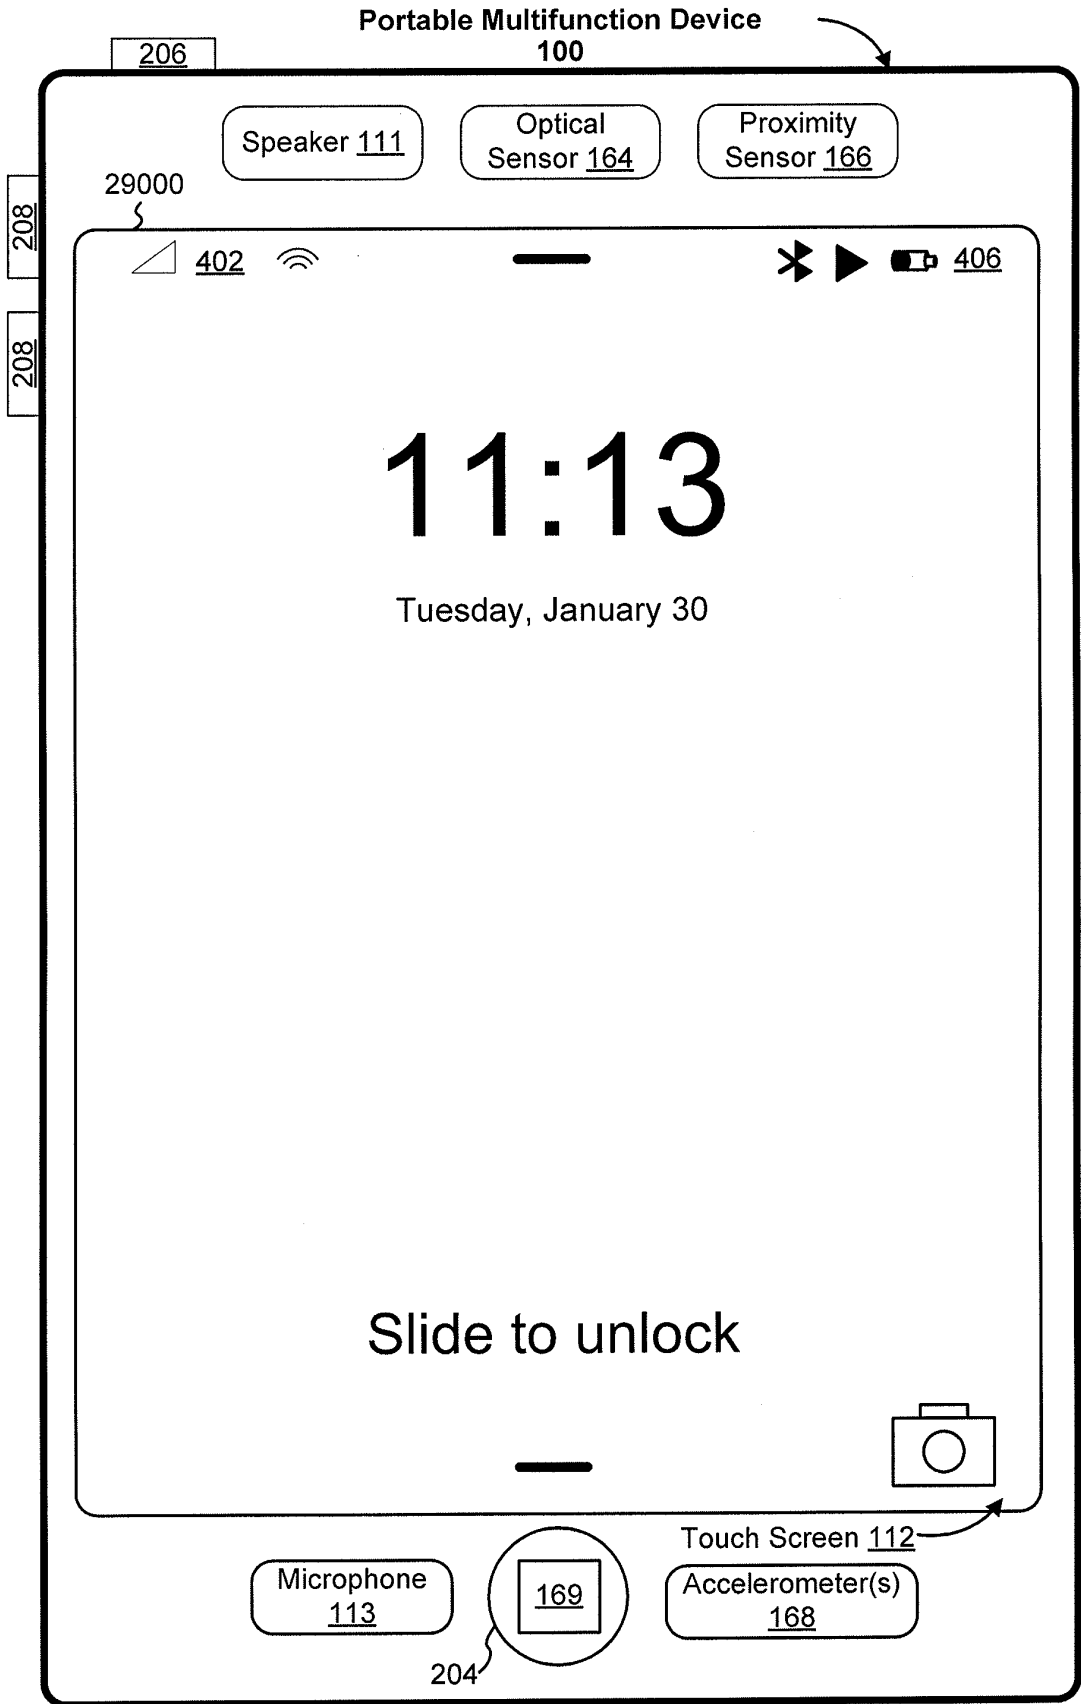 Portable Multifunction Device
100
206
Speaker 111
Optical
Sensor 164
Proximity
Sensor 166
29000
208
402
406
208
11:13
Tuesday, January 30
Slide to unlock
Touch Screen 112
Microphone
113
169
Accelerometer(s)
168
204